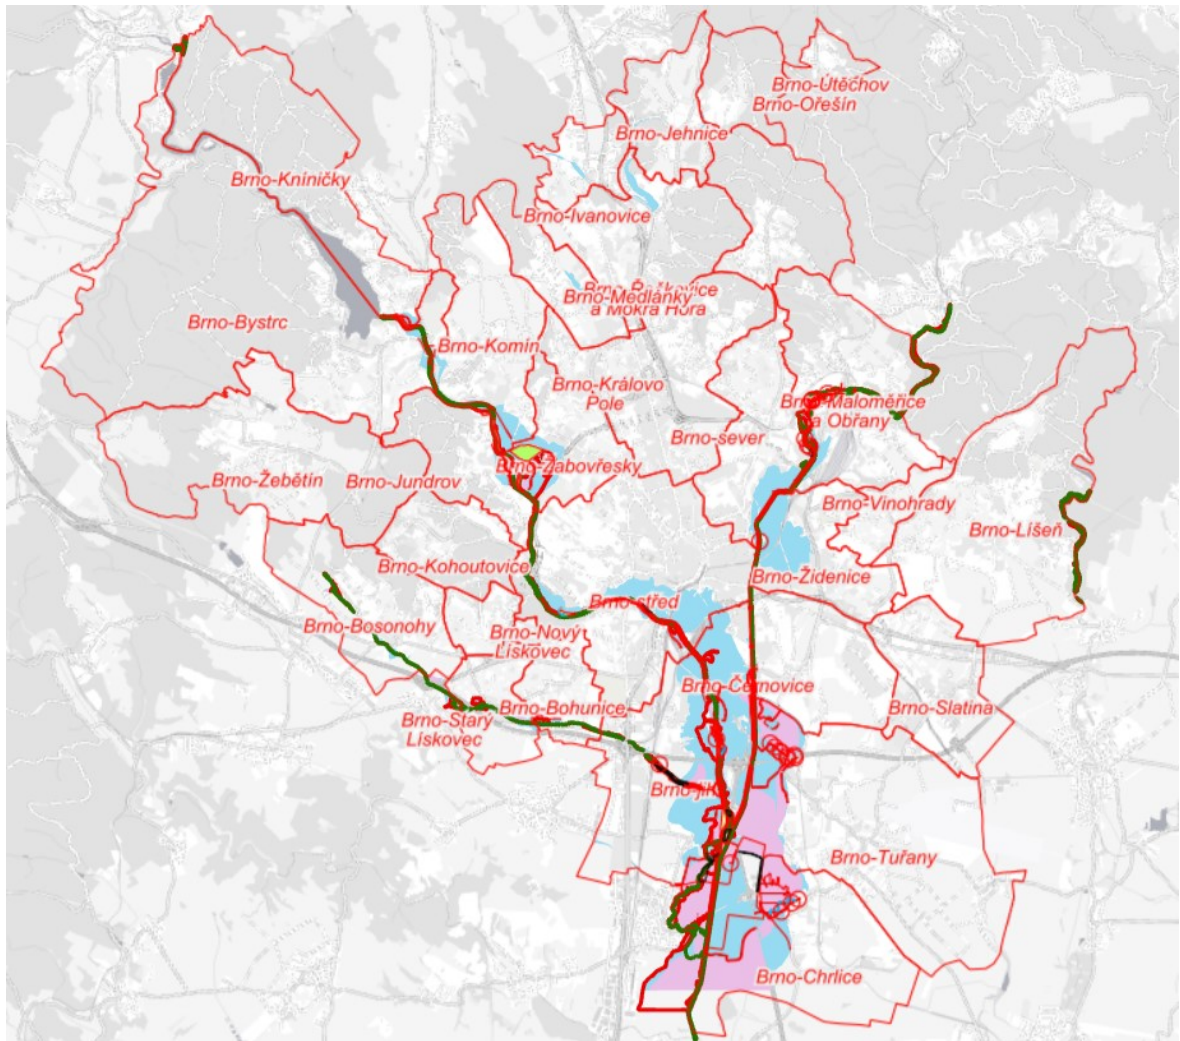 Brno-Útěchov
Brno-Ořešín
Brno-Jehnice
Brno-Kníničky
Brno-Ivanovice
Brno-Řečkovice
a Mokrá Hora
Brno-Medlánky
Brno-Bystrc
Brno-Komín
Brno-Královo
Pole
Brno-Maloměřice
a Obřany
Brno-sever
Brno-Žabovřesky
Brno-Žebětín
Brno-Jundrov
Brno-Vinohrady
Brno-Líšeň
Brno-Kohoutovice
Brno-Židenice
Brno-střed
Brno-Bosonohy
Brno-Nový
Lískovec
Brno-Černovice
Brno-Bohunice
Brno-Slatina
Brno-Starý
Lískovec
Brno-jih
Brno-Tuřany
Brno-Chrlice